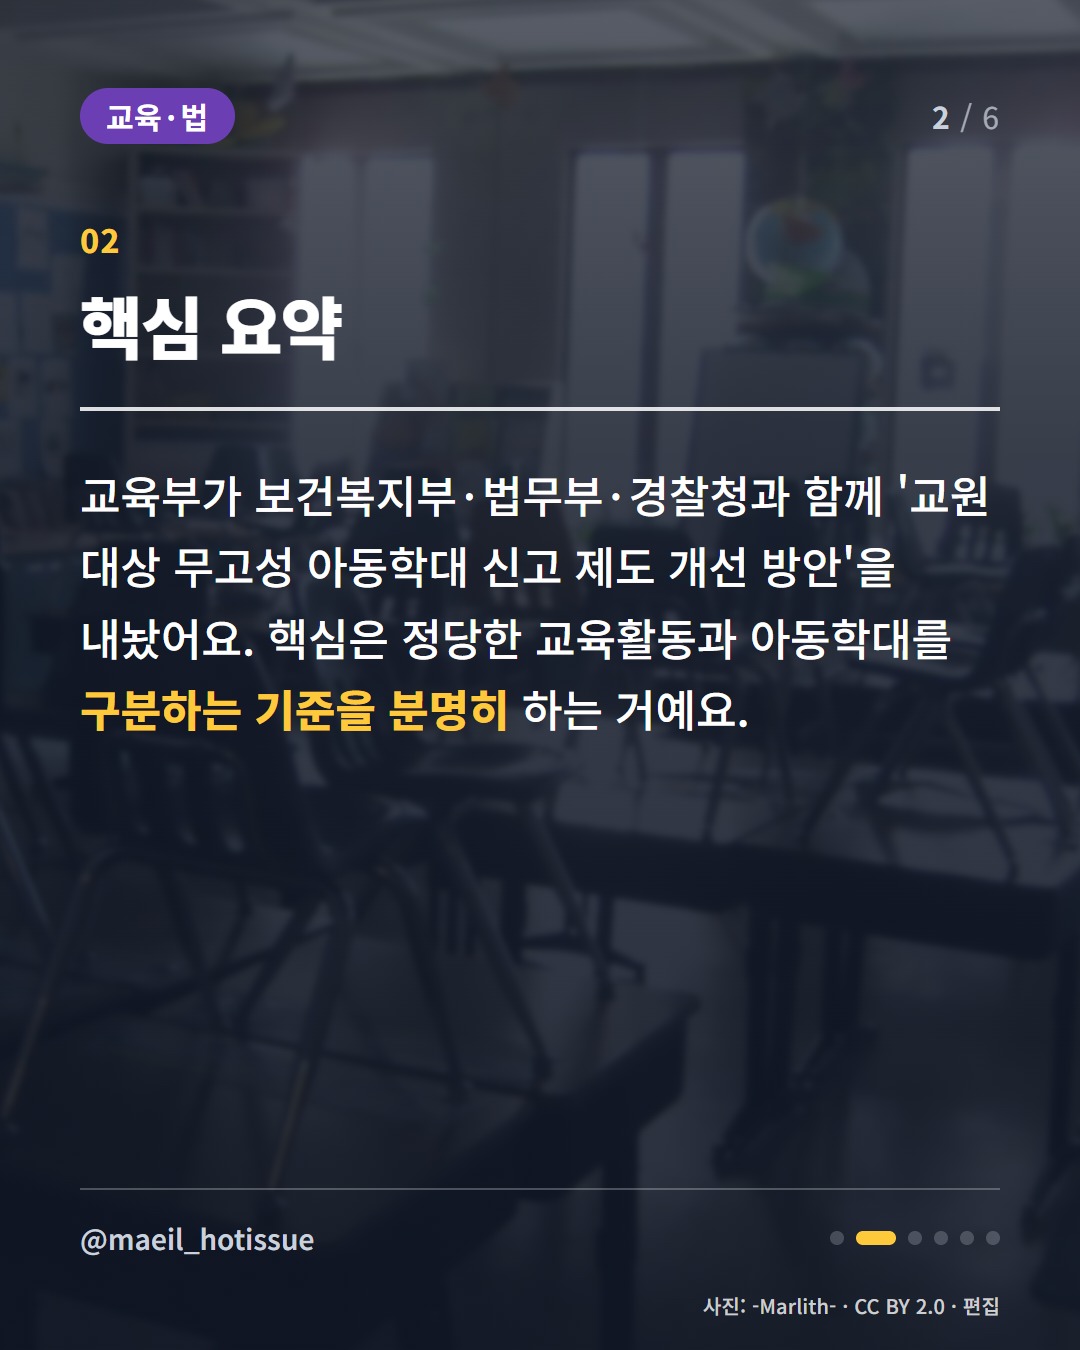 교육·법
2 / 6
02
핵심 요약
교육부가 보건복지부·법무부·경찰청과 함께 '교원
대상 무고성 아동학대 신고 제도 개선 방안'을
내놨어요. 핵심은 정당한 교육활동과 아동학대를
구분하는 기준을 분명히 하는 거예요.
@maeil_hotissue
사진: -Marlith- · CC BY 2.0 · 편집